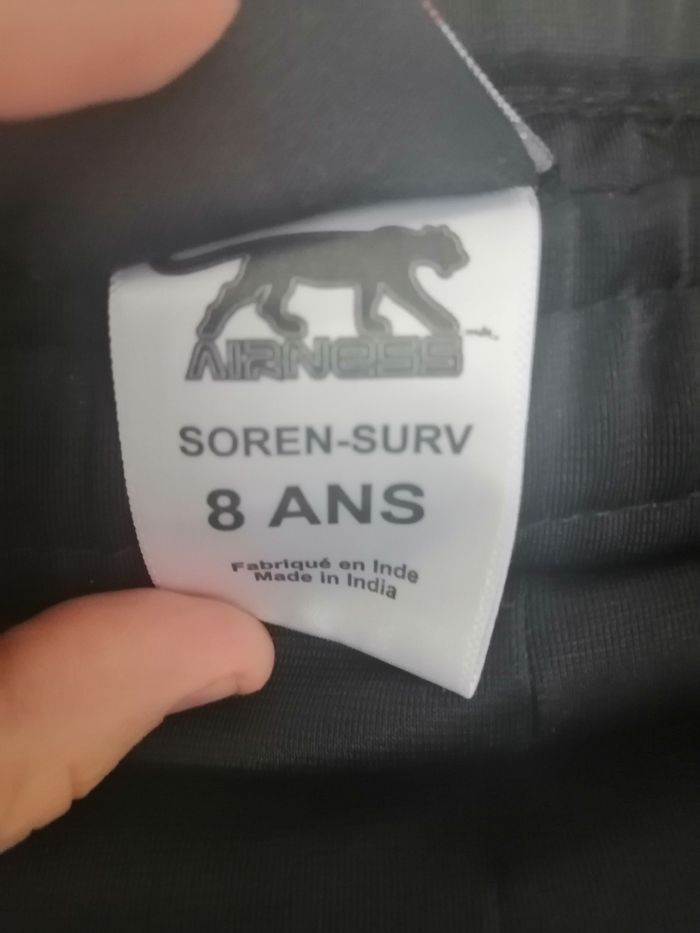 AIRNESS
SOREN-SURV
8 ANS
Fabriqué en Inde
Made in India